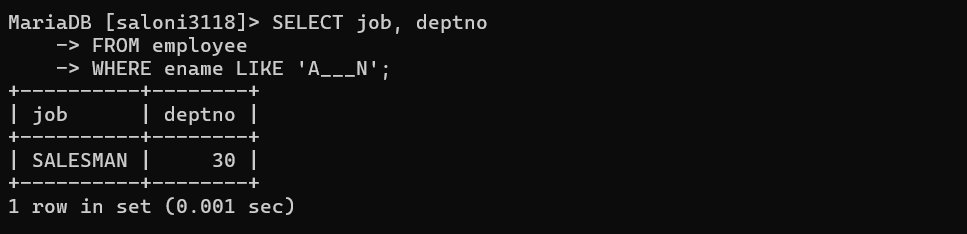 MariaDB [saloni3118]> SELECT job, deptno
    -> FROM employee
    -> WHERE ename LIKE 'A___N';
+----------+--------+
| job      | deptno |
+----------+--------+
| SALESMAN |     30 |
+----------+--------+
1 row in set (0.001 sec)